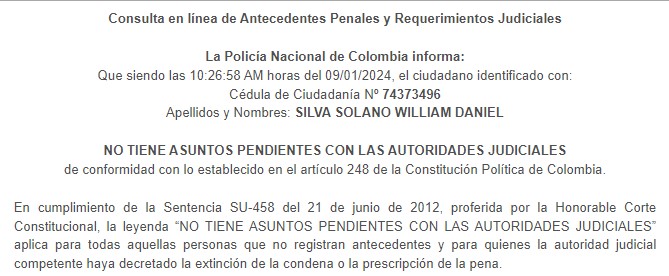 Consulta en línea de Antecedentes Penales y Requerimientos Judiciales
La Policía Nacional de Colombia informa:
Que siendo las 10:26:58 AM horas del 09/01/2024, el ciudadano identificado con:
Cédula de Ciudadanía Nº 74373496
Apellidos y Nombres: SILVA SOLANO WILLIAM DANIEL
NO TIENE ASUNTOS PENDIENTES CON LAS AUTORIDADES JUDICIALES
de conformidad con lo establecido en el artículo 248 de la Constitución Política de Colombia.
En cumplimiento de la Sentencia SU-458 del 21 de junio de 2012, proferida por la Honorable Corte
Constitucional, la leyenda “NO TIENE ASUNTOS PENDIENTES CON LAS AUTORIDADES JUDICIALES”
aplica para todas aquellas personas que no registran antecedentes y para quienes la autoridad judicial
competente haya decretado la extinción de la condena o la prescripción de la pena.